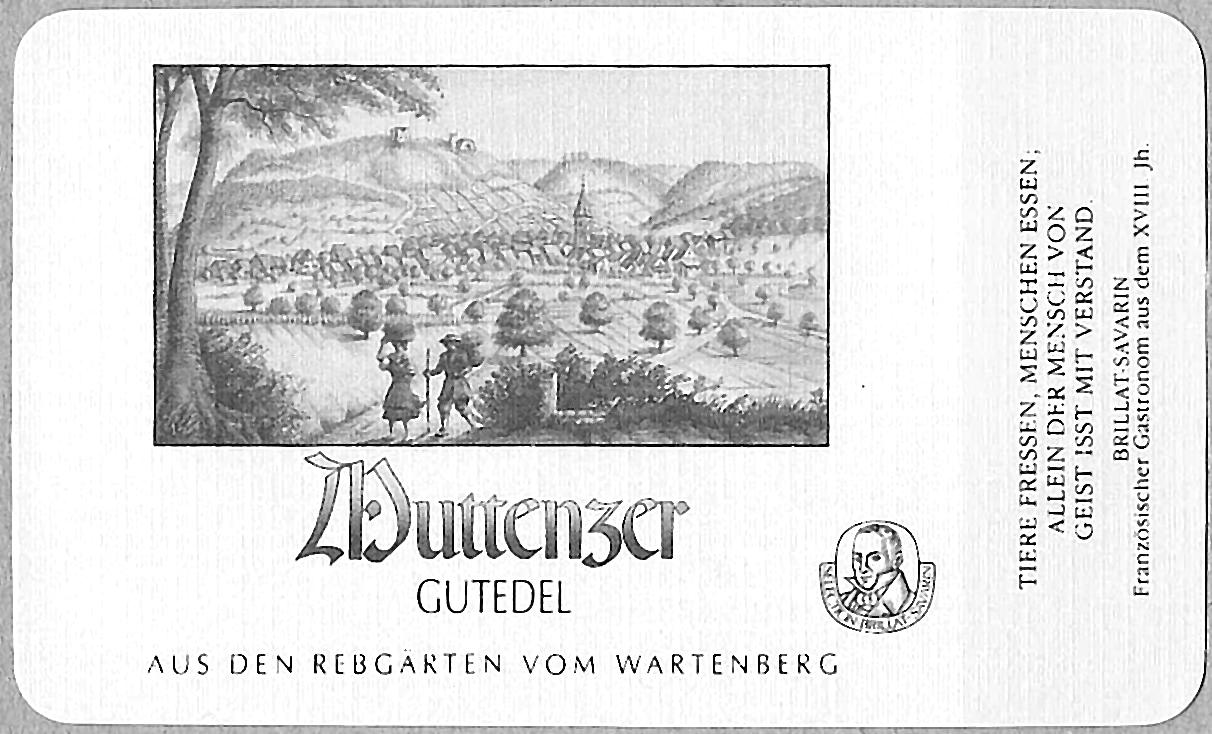 Muttenzer
GUTEDEL
AUS DEN REBGÄRTEN VOM WARTENBERG
SELECTION BRILLAT-SAVARIN
TIERE FRESSEN, MENSCHEN ESSEN;
ALLEIN DER MENSCH VON
GEIST ISST MIT VERSTAND.
BRILLAT-SAVARIN
Französischer Gastronom aus dem XVIII Jh.